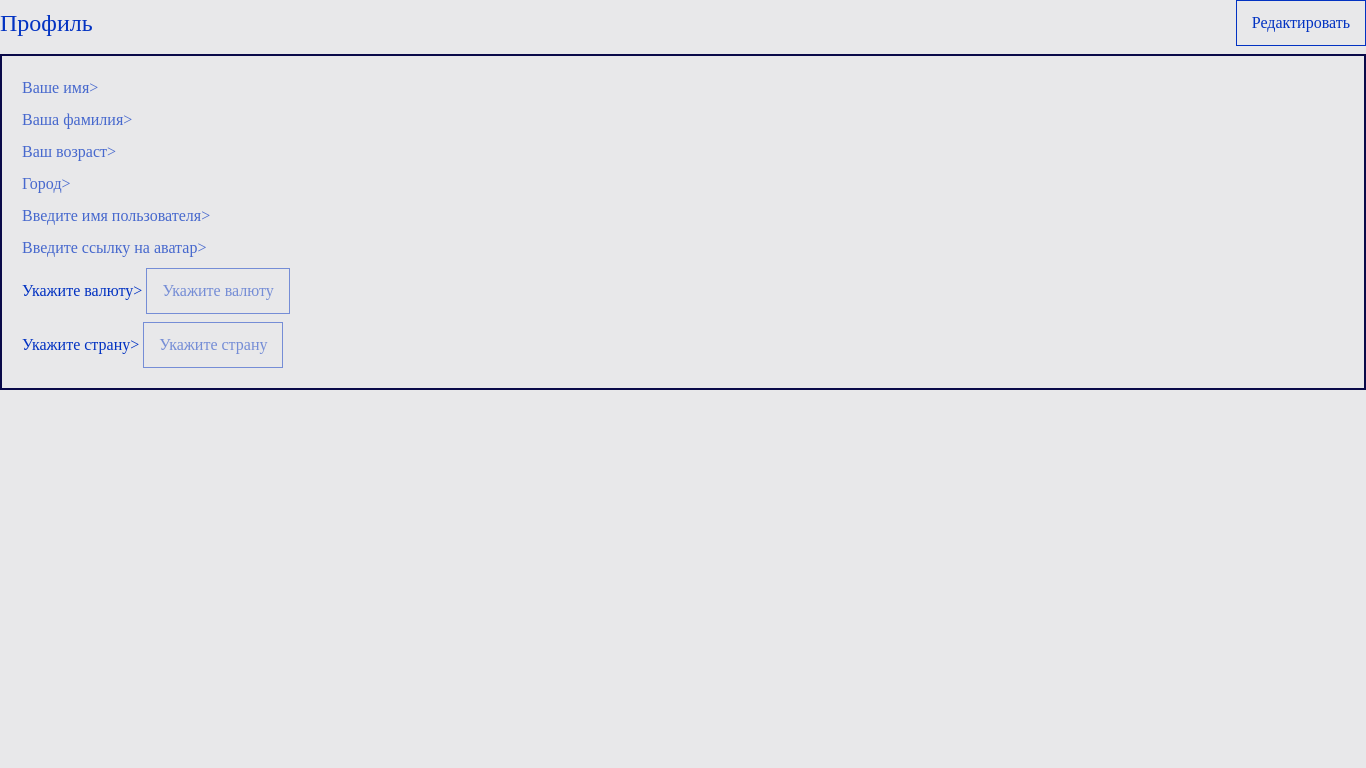 Профиль
Редактировать
Ваше имя>
Ваша фамилия>
Ваш возраст>
Город>
Введите имя пользователя>
Введите ссылку на аватар>
Укажите валюту> Укажите валюту
Укажите страну> Укажите страну